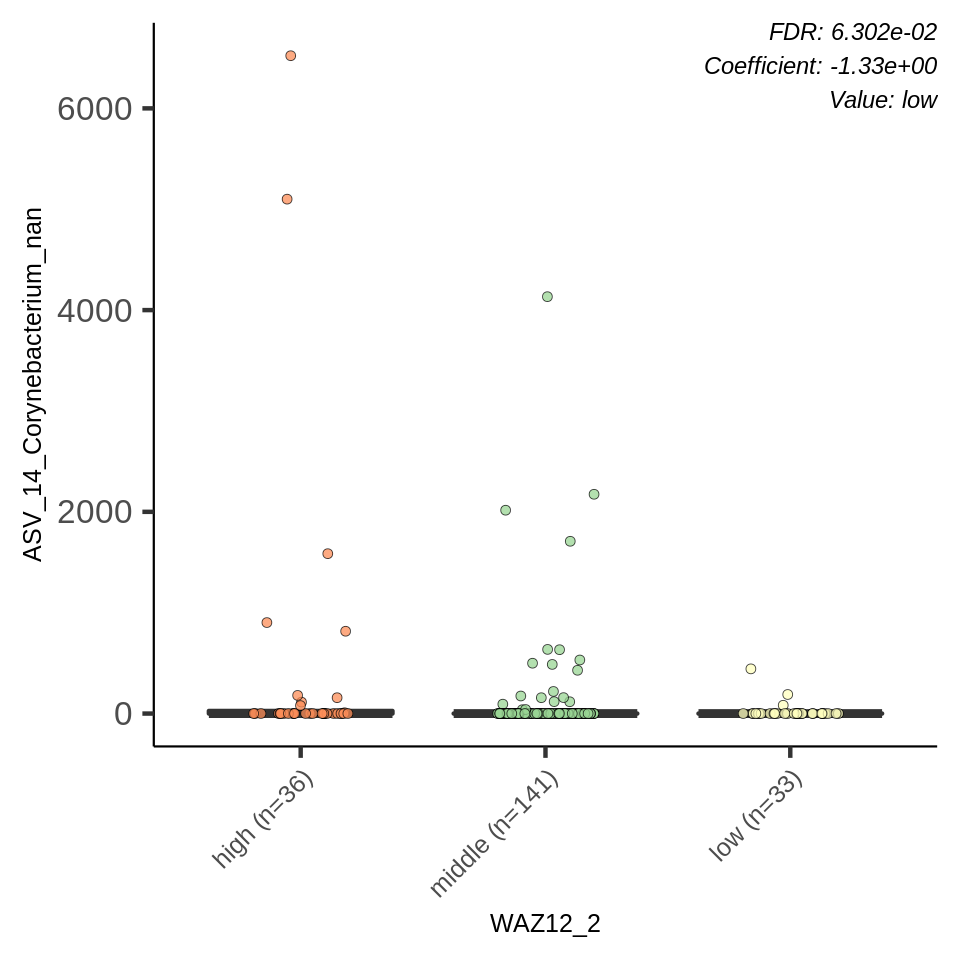 FDR: 6.302e-02
Coefficient: -1.33e+00
Value: low
ASV_14_Corynebacterium_nan
6000
4000
2000
0
high (n=36)
middle (n=141)
low (n=33)
WAZ12_2